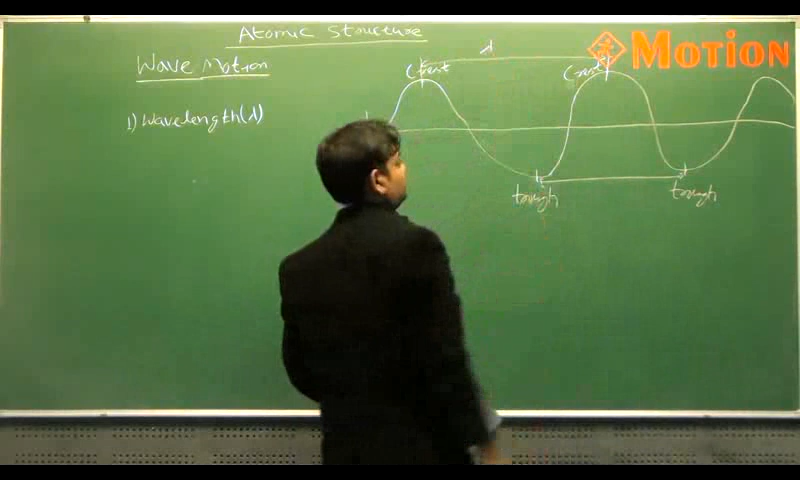 Atomic Structure
Wave Motion
1) Wavelength(λ)
λ
Crest
Crest
trough
trough
MOTION